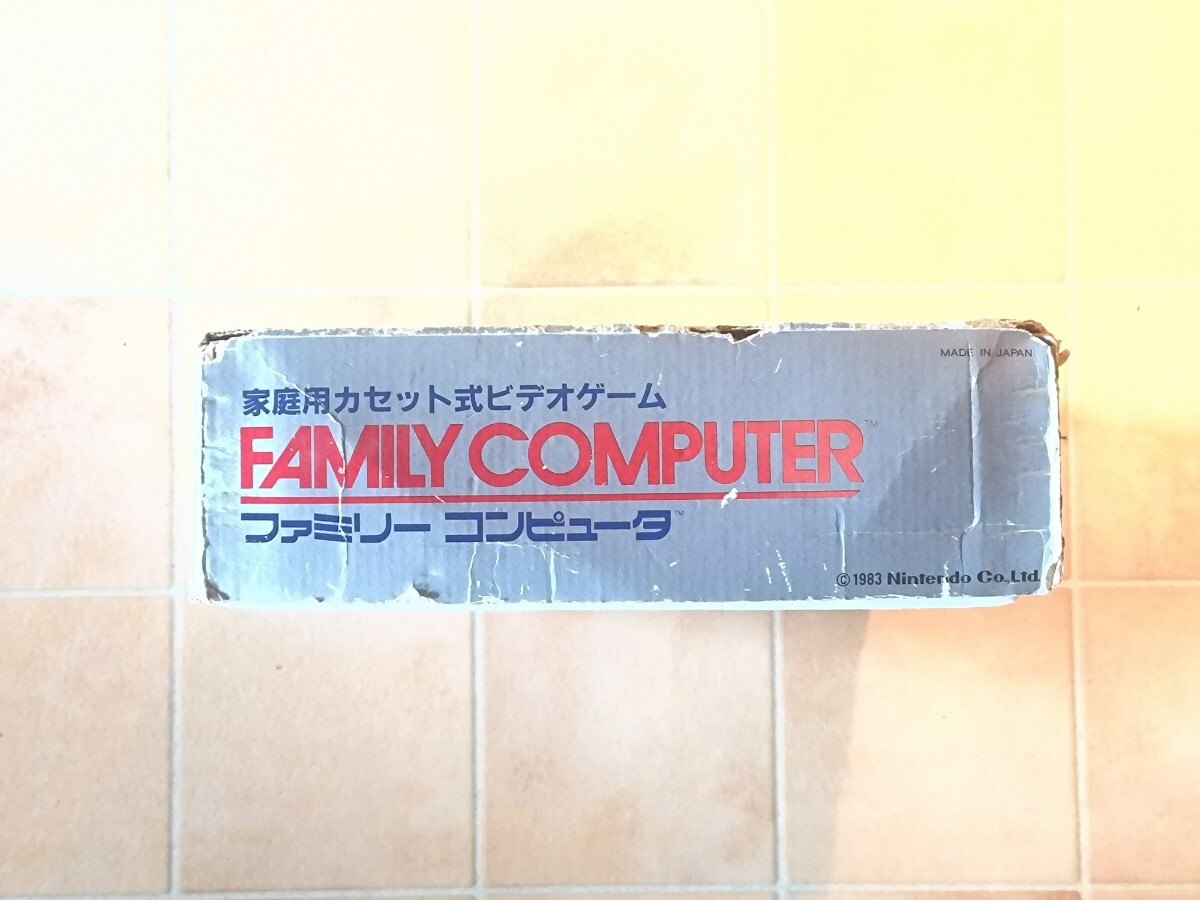 MADE IN JAPAN
家庭用カセット式ビデオゲーム
FAMILY COMPUTER™
ファミリー コンピュータ™
©1983 Nintendo Co.,Ltd.